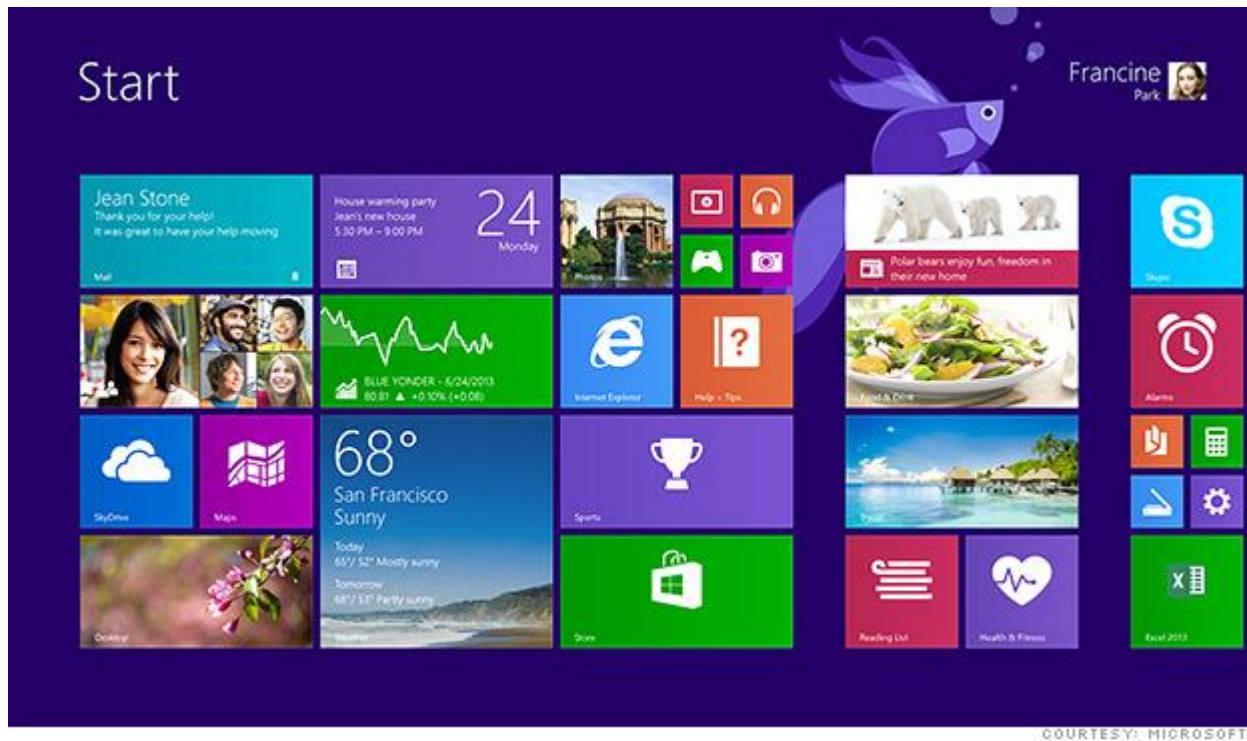 Start
Francine
Park
Jean Stone
Thank you for your help!
It was great to have your help moving
Mail
8
House warming party
Jean's new house
5:30 PM – 9:00 PM
24
Monday
Photos
Polar bears enjoy fun, freedom in
their new home
Skype
BLUE YONDER - 6/24/2013
80.81 ▲ +0.10% (+0.08)
Internet Explorer
Help + Tips
Food & Drink
Alarms
SkyDrive
Maps
68°
San Francisco
Sunny
Today
65°/ 52° Mostly sunny
Tomorrow
68°/ 53° Partly sunny
Weather
Sports
Travel
Desktop
Store
Reading List
Health & Fitness
Excel 2013
COURTESY: MICROSOFT